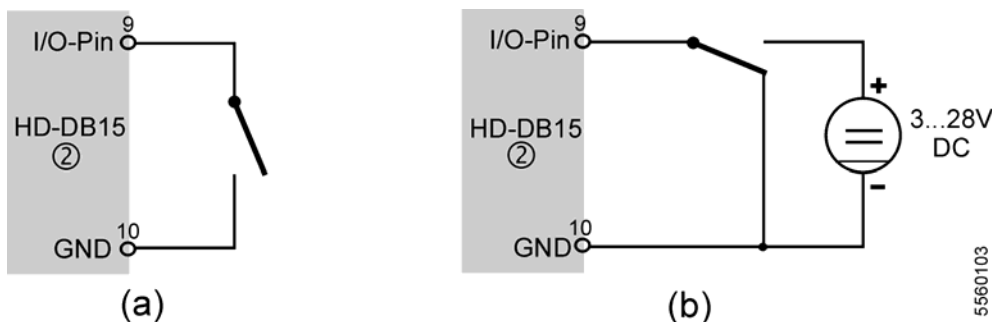 9
I/O-Pin
HD-DB15
②
10
GND
(a)
9
I/O-Pin
HD-DB15
②
10
GND
+
3...28V
DC
-
(b)
5560103